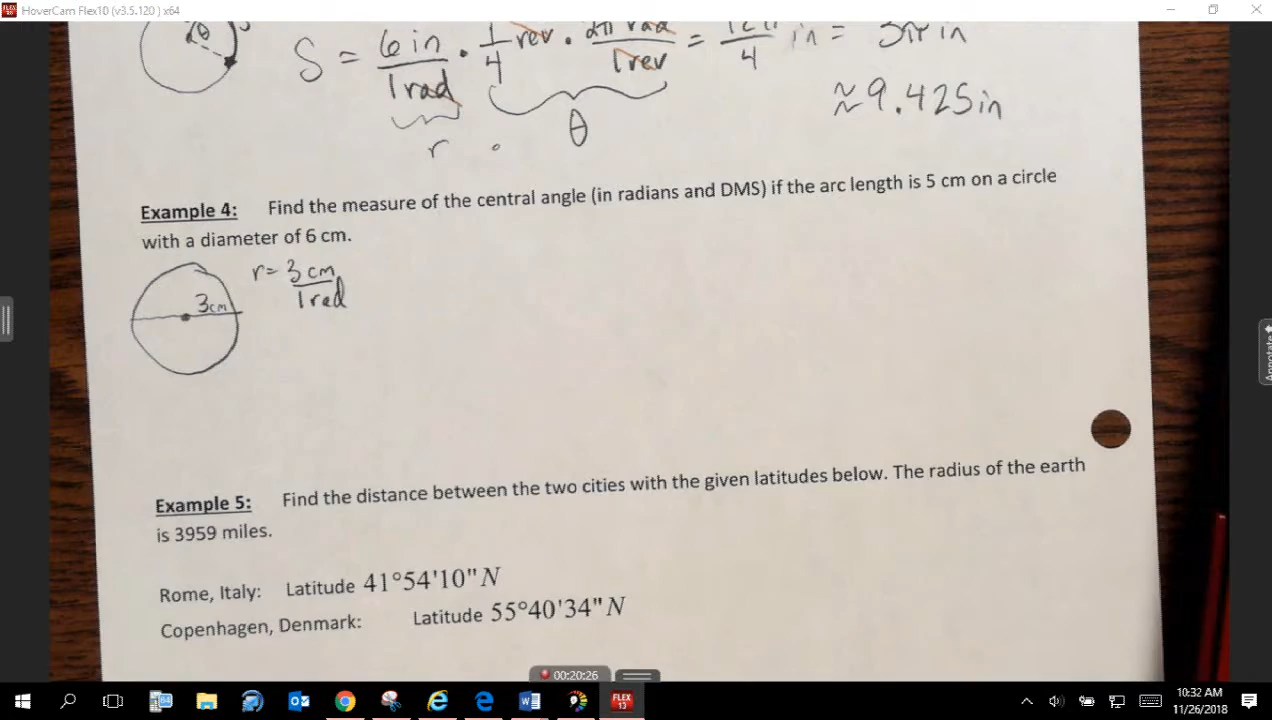 HoverCam Flex10 (v3.5.120) x64
θ
S = 6 in / 1 rad · 1/4 rev · 2π rad / 1 rev = 12π / 4 in = 3π in
≈ 9.425 in
r · θ
Example 4: Find the measure of the central angle (in radians and DMS) if the arc length is 5 cm on a circle
with a diameter of 6 cm.
r = 3 cm / 1 rad
3cm
Annotate
Example 5: Find the distance between the two cities with the given latitudes below. The radius of the earth
is 3959 miles.
Rome, Italy: Latitude 41°54'10" N
Copenhagen, Denmark: Latitude 55°40'34" N
00:20:26
FLEX
10:32 AM
11/26/2018